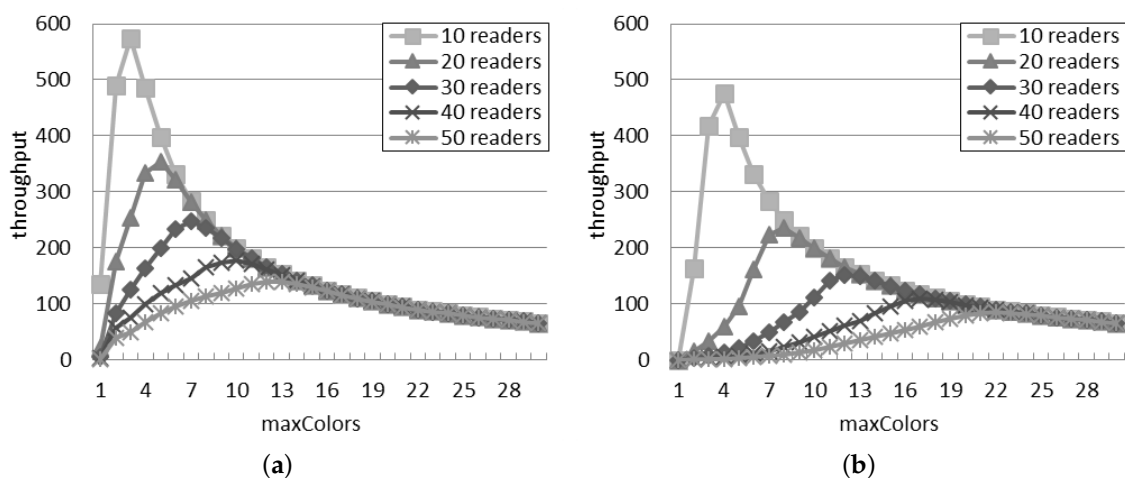 600
500
400
300
200
100
0
throughput
10 readers
20 readers
30 readers
40 readers
50 readers
1 4 7 10 13 16 19 22 25 28
maxColors
(a)
600
500
400
300
200
100
0
throughput
10 readers
20 readers
30 readers
40 readers
50 readers
1 4 7 10 13 16 19 22 25 28
maxColors
(b)